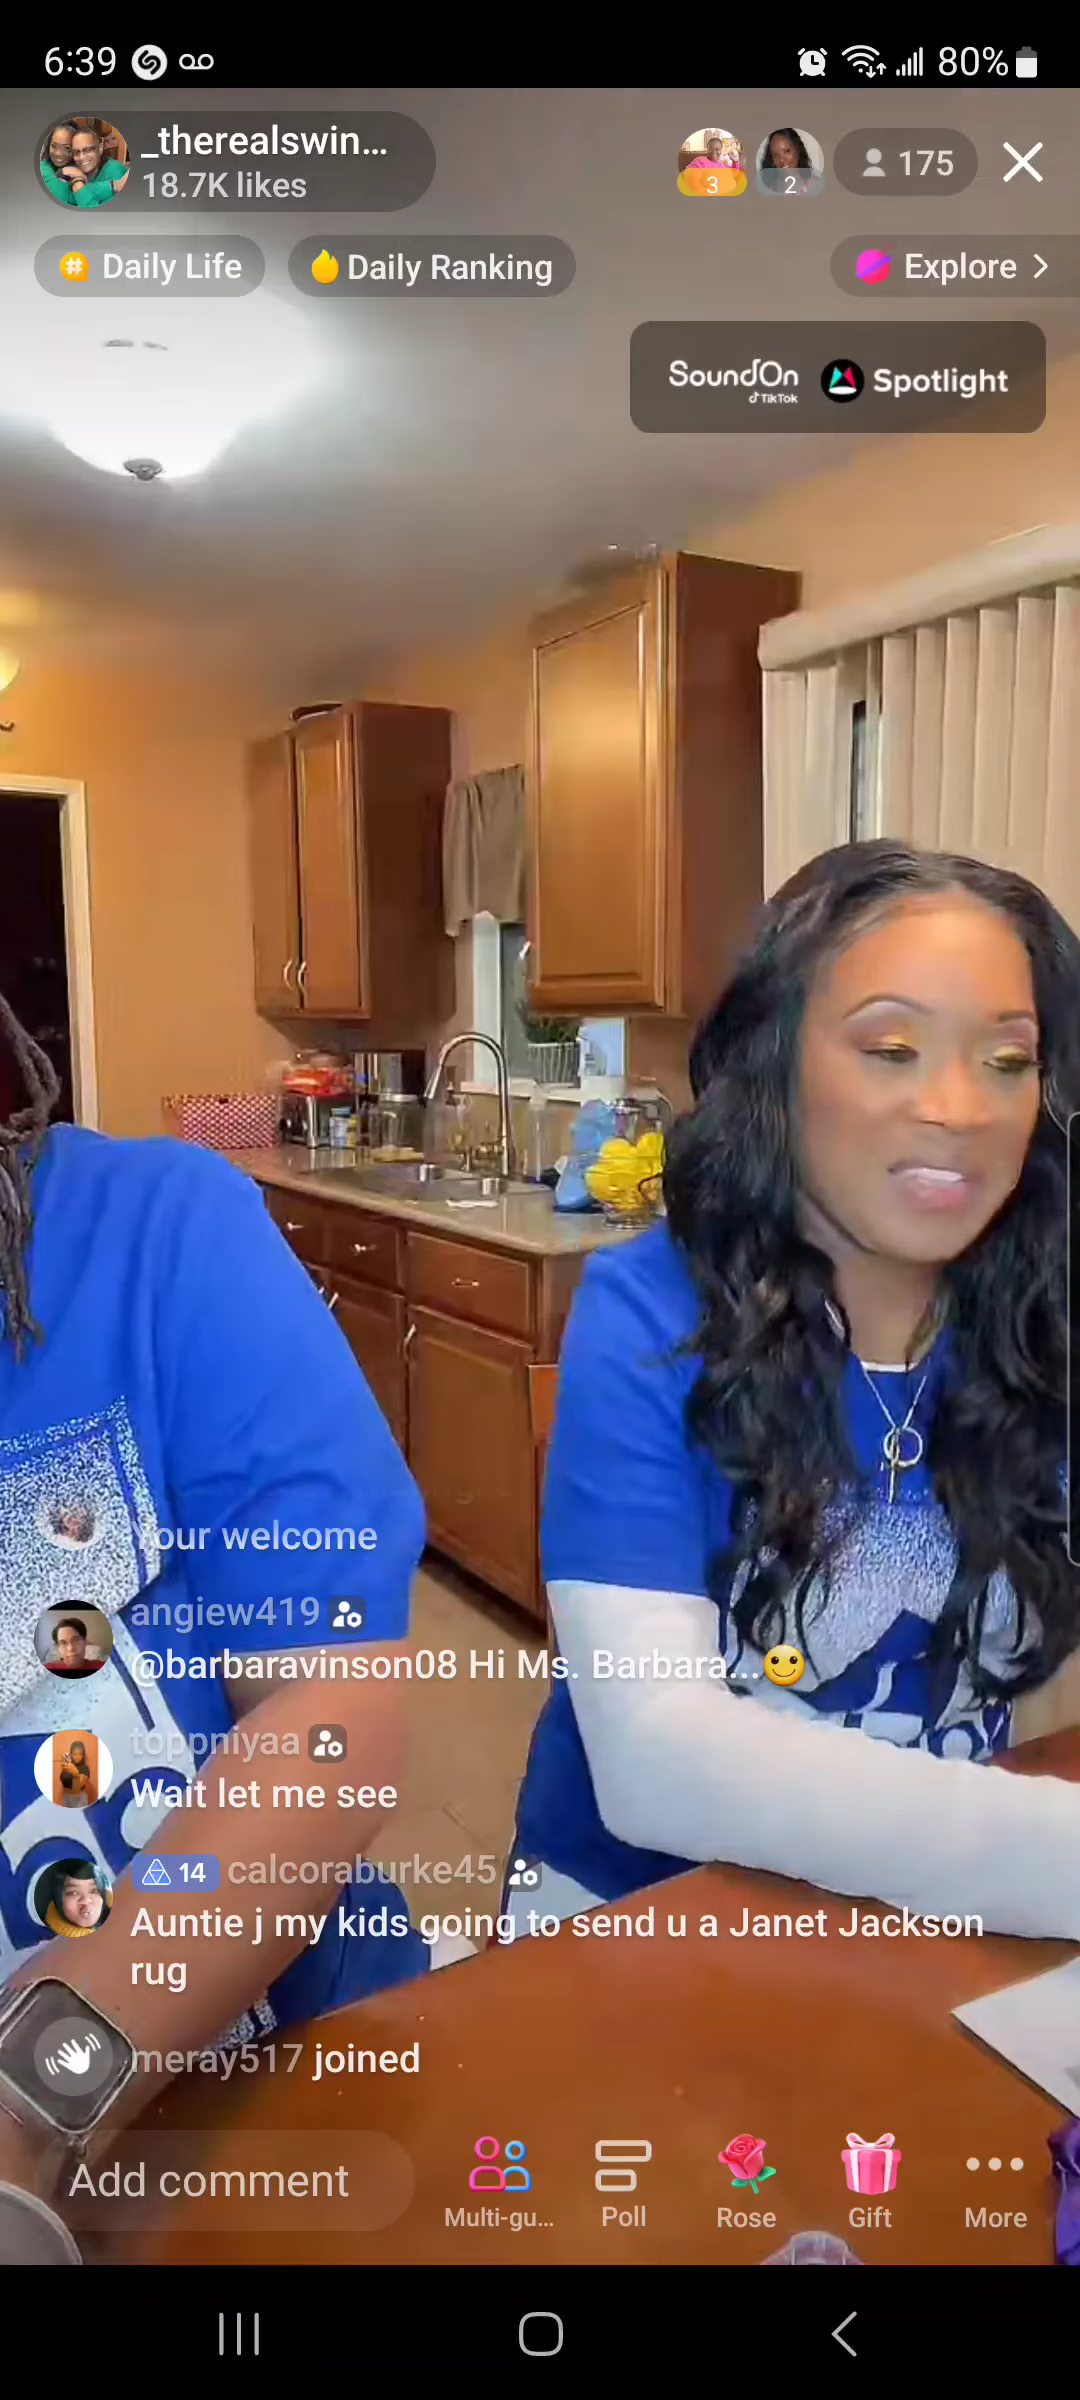 6:39
80%
_therealswin...
18.7K likes
3
2
175
Daily Life
Daily Ranking
Explore
SoundOn
TikTok
Spotlight
Your welcome
angiew419
@barbaravinson08 Hi Ms. Barbara...🙂
toppniyaa
Wait let me see
14 calcoraburke45
Auntie j my kids going to send u a Janet Jackson
rug
meray517 joined
Add comment
Multi-gu...
Poll
Rose
Gift
More